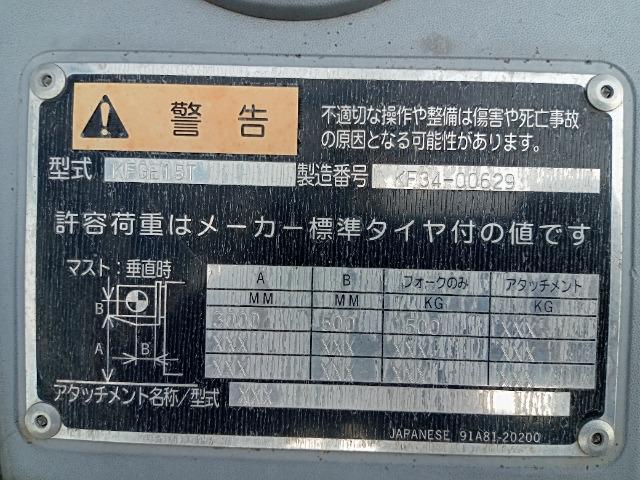 警告
不適切な操作や整備は傷害や死亡事故
の原因となる可能性があります。
型式 KFGE15T 製造番号 KF34-00629
許容荷重はメーカー標準タイヤ付の値です
マスト:垂直時
A B フォークのみ アタッチメント
MM MM KG KG
3000 500 1500 XXX
XXX XXX XXXX XXX
XXX XXX XXXX XXX
B
A B
アタッチメント名称/型式 XXX
JAPANESE 91A81-20200